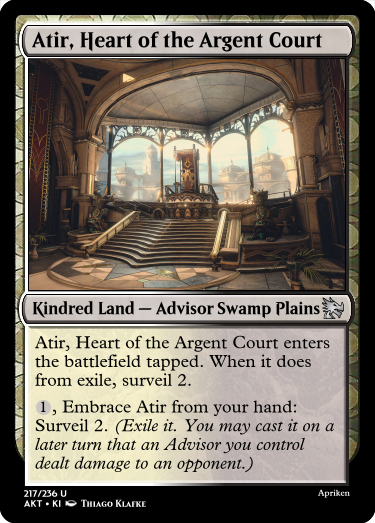 Atir, Heart of the Argent Court
Kindred Land — Advisor Swamp Plains
Atir, Heart of the Argent Court enters
the battlefield tapped. When it does
from exile, surveil 2.
1, Embrace Atir from your hand:
Surveil 2. (Exile it. You may cast it on a
later turn that an Advisor you control
dealt damage to an opponent.)
217/236 U
Apriken
AKT • KI Thiago Klafke